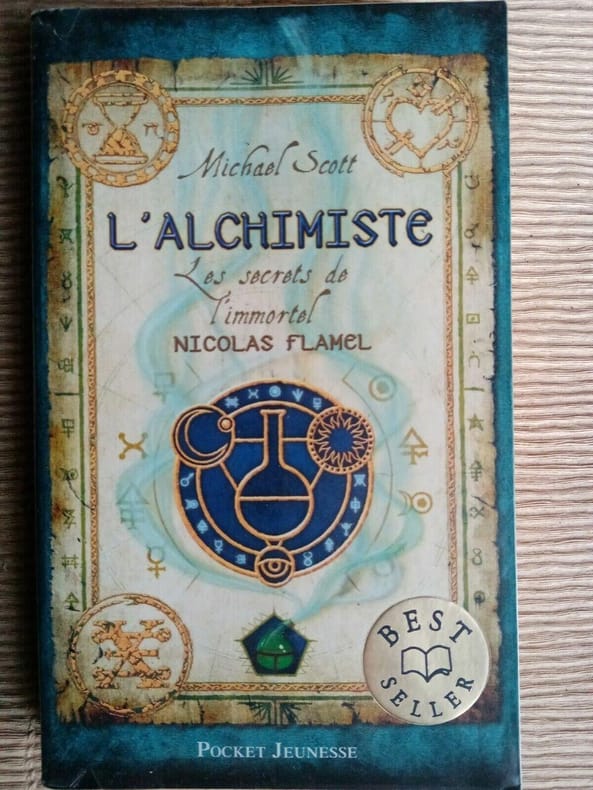 Michael Scott
L'ALCHIMISTE
Les secrets de
l'immortel
NICOLAS FLAMEL
BEST
SELLER
POCKET JEUNESSE